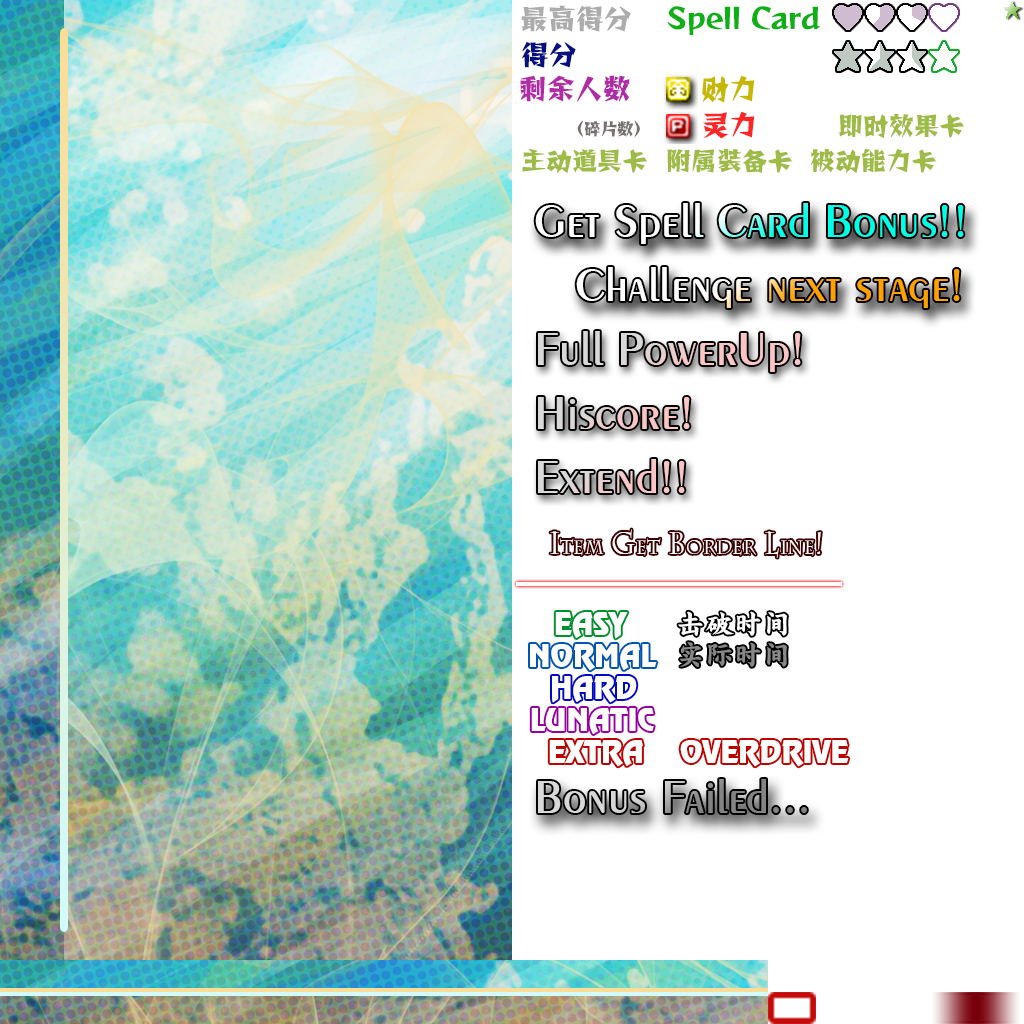 最高得分 Spell Card
得分
剩余人数 财力
(碎片数) P 灵力 即时效果卡
主动道具卡 附属装备卡 被动能力卡
Get Spell Card Bonus!!
Challenge next stage!
Full PowerUp!
Hiscore!
Extend!!
Item Get Border Line!
EASY 击破时间
NORMAL 实际时间
HARD
LUNATIC
EXTRA OVERDRIVE
Bonus Failed...